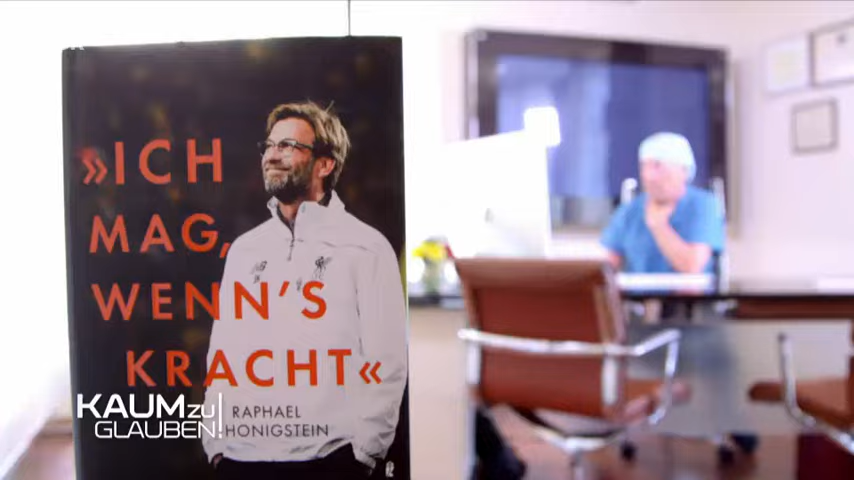 »ICH
MAG,
WENN'S
KRACHT«
RAPHAEL
HONIGSTEIN
KAUM zu
GLAUBEN!